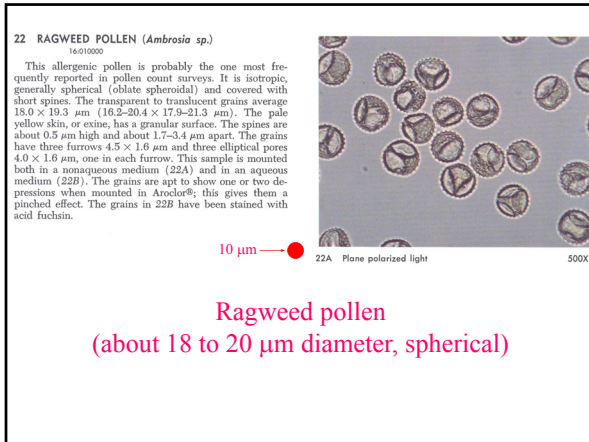 22 RAGWEED POLLEN (Ambrosia sp.)
16:010000
This allergenic pollen is probably the one most fre-
quently reported in pollen count surveys. It is isotropic,
generally spherical (oblate spheroidal) and covered with
short spines. The transparent to translucent grains average
18.0 × 19.3 μm (16.2–20.4 × 17.9–21.3 μm). The pale
yellow skin, or exine, has a granular surface. The spines are
about 0.5 μm high and about 1.7–3.4 μm apart. The grains
have three furrows 4.5 × 1.6 μm and three elliptical pores
4.0 × 1.6 μm, one in each furrow. This sample is mounted
both in a nonaqueous medium (22A) and in an aqueous
medium (22B). The grains are apt to show one or two de-
pressions when mounted in Aroclor®; this gives them a
pinched effect. The grains in 22B have been stained with
acid fuchsin.
10 μm
22A Plane polarized light 500X
Ragweed pollen
(about 18 to 20 μm diameter, spherical)